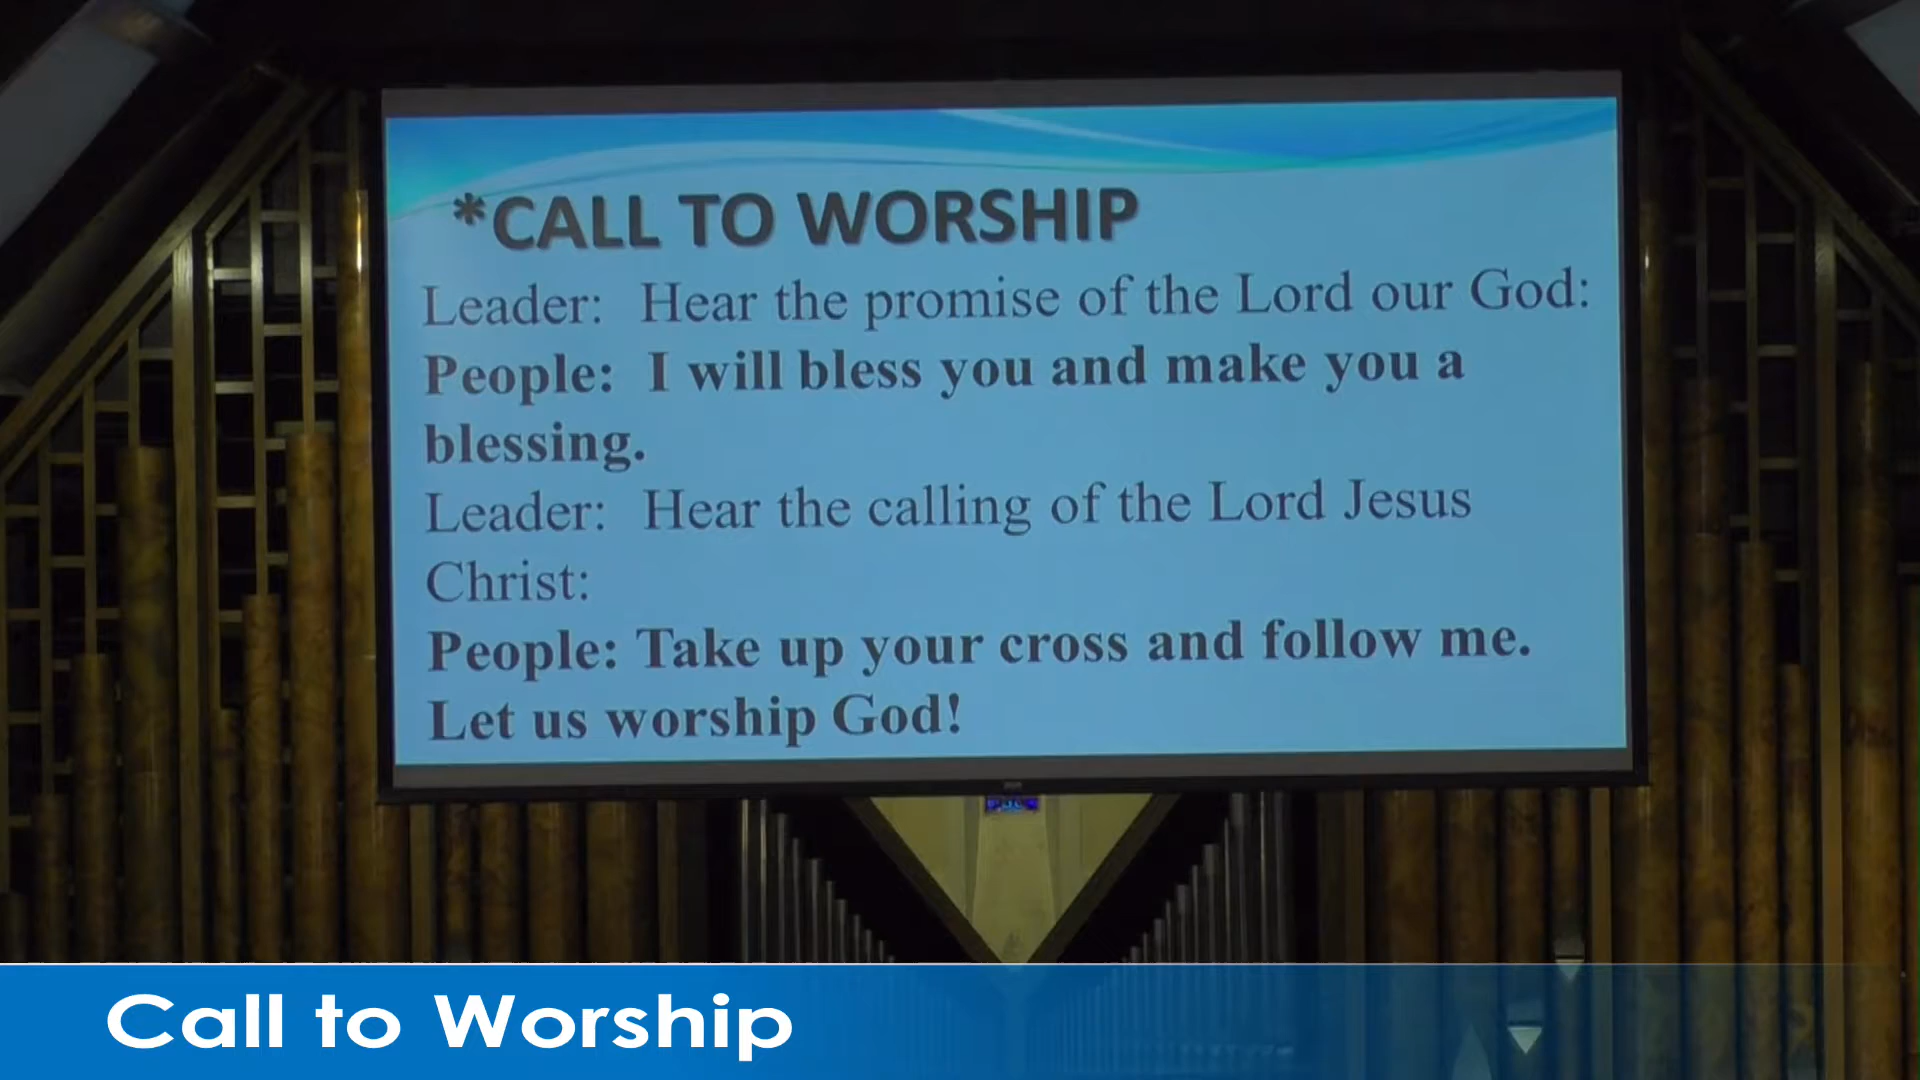 *CALL TO WORSHIP
Leader: Hear the promise of the Lord our God:
People: I will bless you and make you a
blessing.
Leader: Hear the calling of the Lord Jesus
Christ:
People: Take up your cross and follow me.
Let us worship God!
Call to Worship